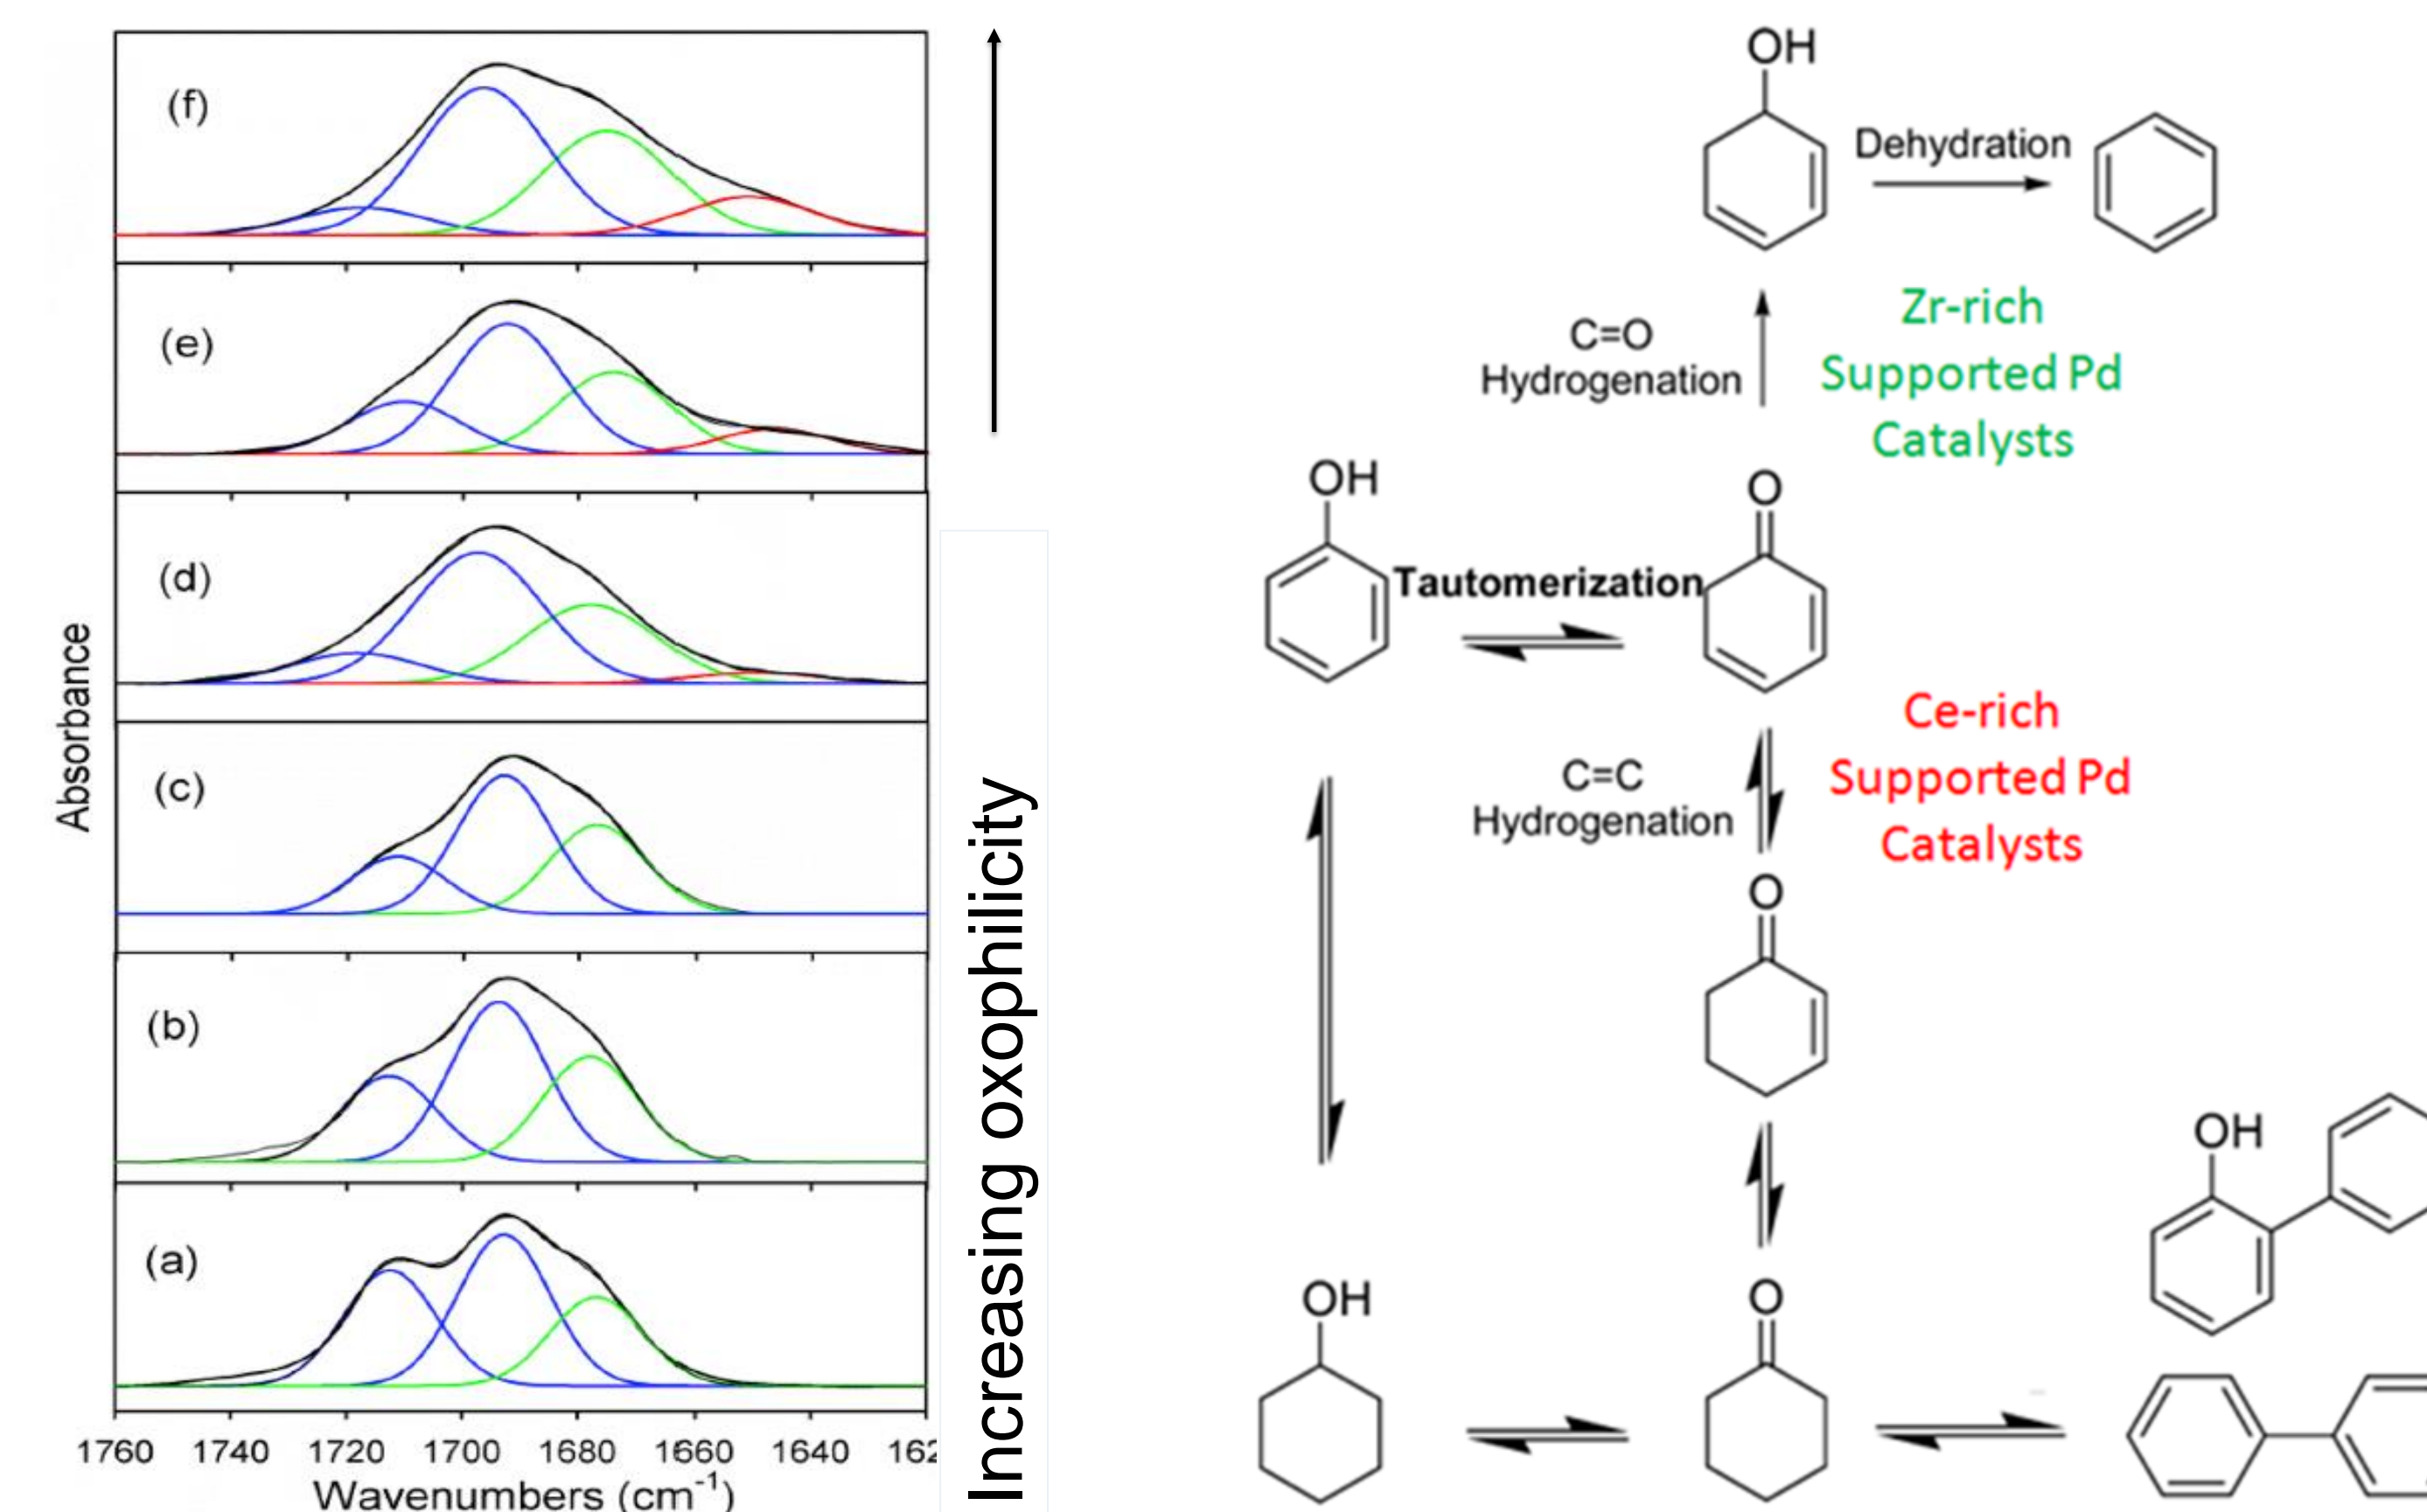 (f)
(e)
(d)
(c)
(b)
(a)
Absorbance
1760 1740 1720 1700 1680 1660 1640 162
Wavenumbers (cm⁻¹)
Increasing oxophilicity
OH
Dehydration
C=O
Hydrogenation
Zr-rich
Supported Pd
Catalysts
OH
O
Tautomerization
C=C
Hydrogenation
Ce-rich
Supported Pd
Catalysts
O
OH
OH
O